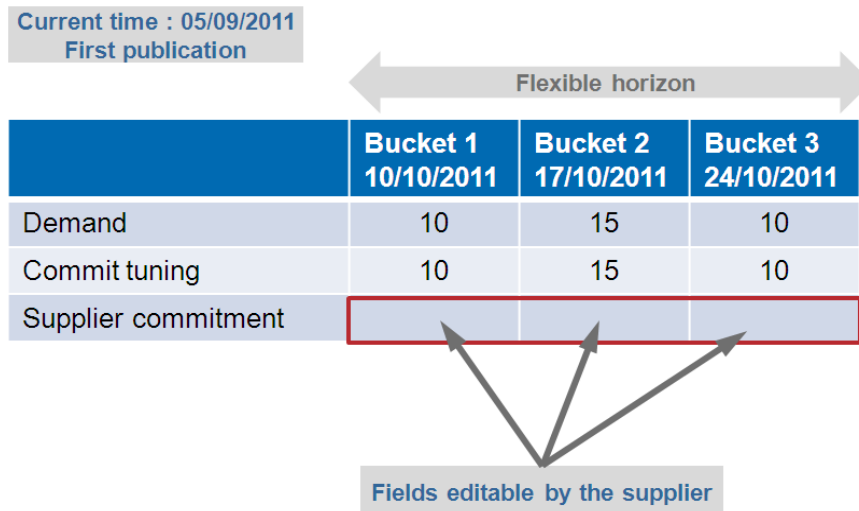 Current time : 05/09/2011
First publication
Flexible horizon
Bucket 1 Bucket 2 Bucket 3
10/10/2011 17/10/2011 24/10/2011
Demand 10 15 10
Commit tuning 10 15 10
Supplier commitment
Fields editable by the supplier